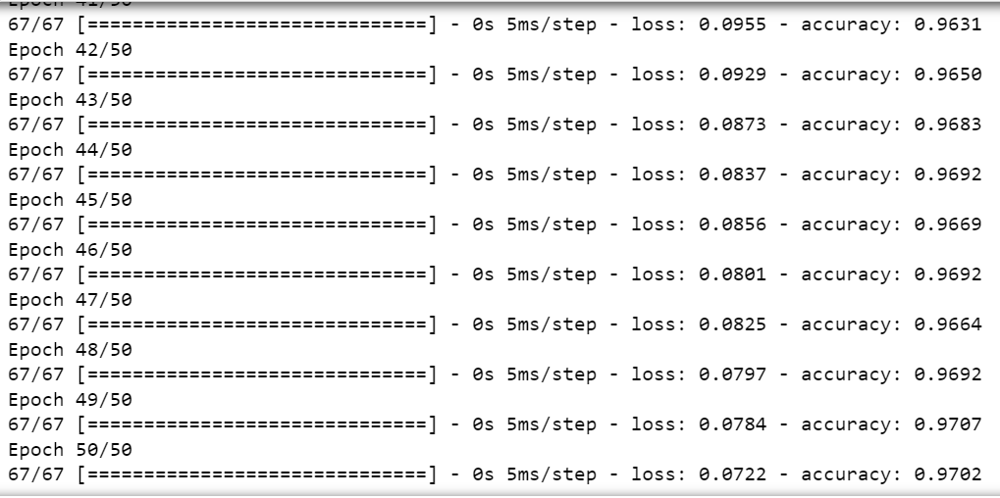 Epoch 41/50
67/67 [==============================] - 0s 5ms/step - loss: 0.0955 - accuracy: 0.9631
Epoch 42/50
67/67 [==============================] - 0s 5ms/step - loss: 0.0929 - accuracy: 0.9650
Epoch 43/50
67/67 [==============================] - 0s 5ms/step - loss: 0.0873 - accuracy: 0.9683
Epoch 44/50
67/67 [==============================] - 0s 5ms/step - loss: 0.0837 - accuracy: 0.9692
Epoch 45/50
67/67 [==============================] - 0s 5ms/step - loss: 0.0856 - accuracy: 0.9669
Epoch 46/50
67/67 [==============================] - 0s 5ms/step - loss: 0.0801 - accuracy: 0.9692
Epoch 47/50
67/67 [==============================] - 0s 5ms/step - loss: 0.0825 - accuracy: 0.9664
Epoch 48/50
67/67 [==============================] - 0s 5ms/step - loss: 0.0797 - accuracy: 0.9692
Epoch 49/50
67/67 [==============================] - 0s 5ms/step - loss: 0.0784 - accuracy: 0.9707
Epoch 50/50
67/67 [==============================] - 0s 5ms/step - loss: 0.0722 - accuracy: 0.9702